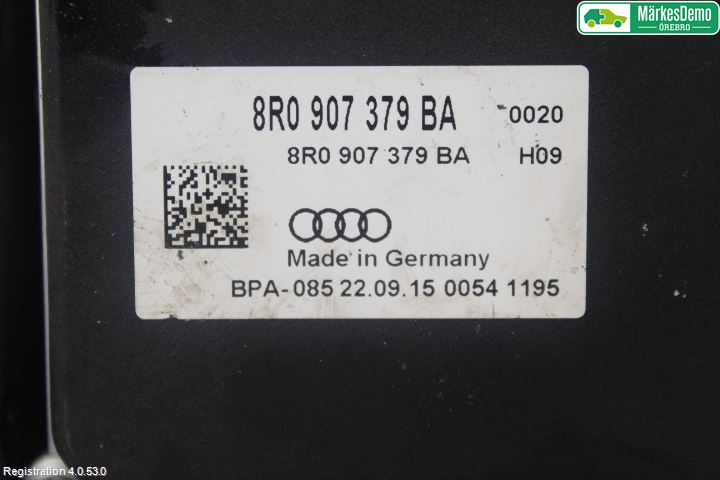 MärkesDemo
ÖREBRO
8R0 907 379 BA 0020
8R0 907 379 BA H09
Made in Germany
BPA-085 22.09.15 0054 1195
Registration 4.0.53.0